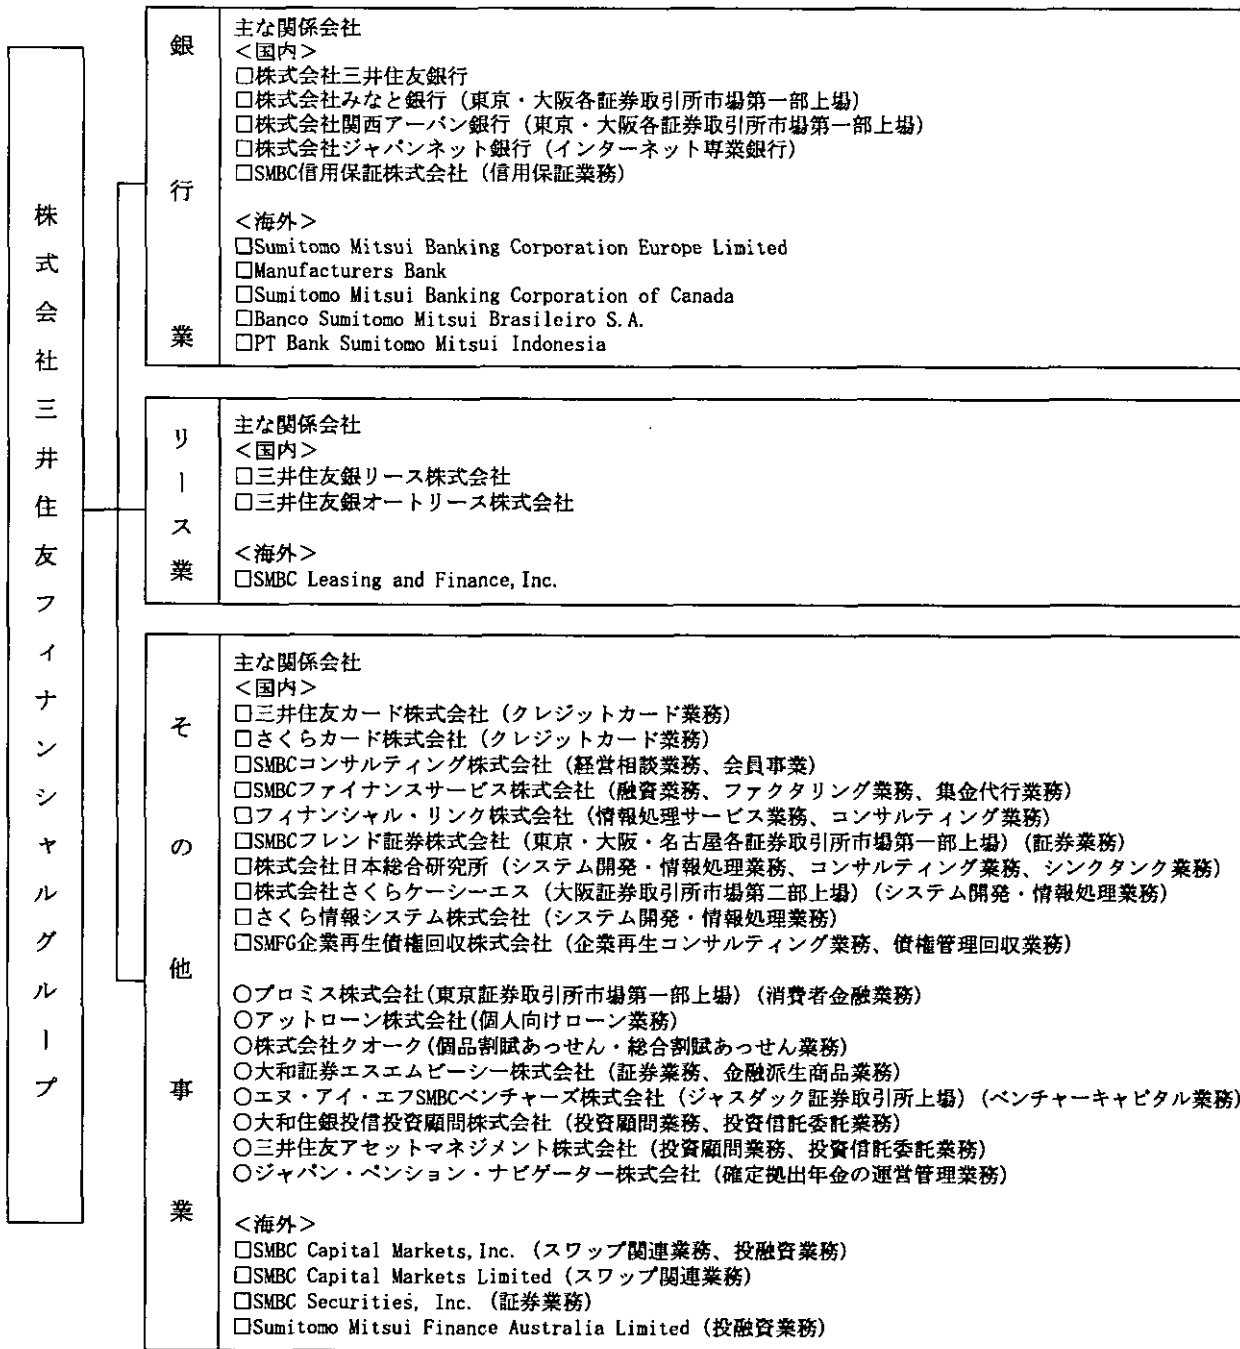 株式会社三井住友フィナンシャルグループ
銀行業
主な関係会社
＜国内＞
□株式会社三井住友銀行
□株式会社みなと銀行（東京・大阪各証券取引所市場第一部上場）
□株式会社関西アーバン銀行（東京・大阪各証券取引所市場第一部上場）
□株式会社ジャパンネット銀行（インターネット専業銀行）
□SMBC信用保証株式会社（信用保証業務）
＜海外＞
□Sumitomo Mitsui Banking Corporation Europe Limited
□Manufacturers Bank
□Sumitomo Mitsui Banking Corporation of Canada
□Banco Sumitomo Mitsui Brasileiro S.A.
□PT Bank Sumitomo Mitsui Indonesia
リース業
主な関係会社
＜国内＞
□三井住友銀リース株式会社
□三井住友銀オートリース株式会社
＜海外＞
□SMBC Leasing and Finance,Inc.
その他事業
主な関係会社
＜国内＞
□三井住友カード株式会社（クレジットカード業務）
□さくらカード株式会社（クレジットカード業務）
□SMBCコンサルティング株式会社（経営相談業務、会員事業）
□SMBCファイナンスサービス株式会社（融資業務、ファクタリング業務、集金代行業務）
□フィナンシャル・リンク株式会社（情報処理サービス業務、コンサルティング業務）
□SMBCフレンド証券株式会社（東京・大阪・名古屋各証券取引所市場第一部上場）（証券業務）
□株式会社日本総合研究所（システム開発・情報処理業務、コンサルティング業務、シンクタンク業務）
□株式会社さくらケーシーエス（大阪証券取引所市場第二部上場）（システム開発・情報処理業務）
□さくら情報システム株式会社（システム開発・情報処理業務）
□SMFG企業再生債権回収株式会社（企業再生コンサルティング業務、債権管理回収業務）
○プロミス株式会社(東京証券取引所市場第一部上場)（消費者金融業務）
○アットローン株式会社(個人向けローン業務)
○株式会社クオーク(個品割賦あっせん・総合割賦あっせん業務)
○大和証券エスエムビーシー株式会社（証券業務、金融派生商品業務）
○エヌ・アイ・エフSMBCベンチャーズ株式会社（ジャスダック証券取引所上場）（ベンチャーキャピタル業務）
○大和住銀投信投資顧問株式会社（投資顧問業務、投資信託委託業務）
○三井住友アセットマネジメント株式会社（投資顧問業務、投資信託委託業務）
○ジャパン・ペンション・ナビゲーター株式会社（確定拠出年金の運営管理業務）
＜海外＞
□SMBC Capital Markets,Inc.（スワップ関連業務、投融資業務）
□SMBC Capital Markets Limited（スワップ関連業務）
□SMBC Securities, Inc.（証券業務）
□Sumitomo Mitsui Finance Australia Limited（投融資業務）